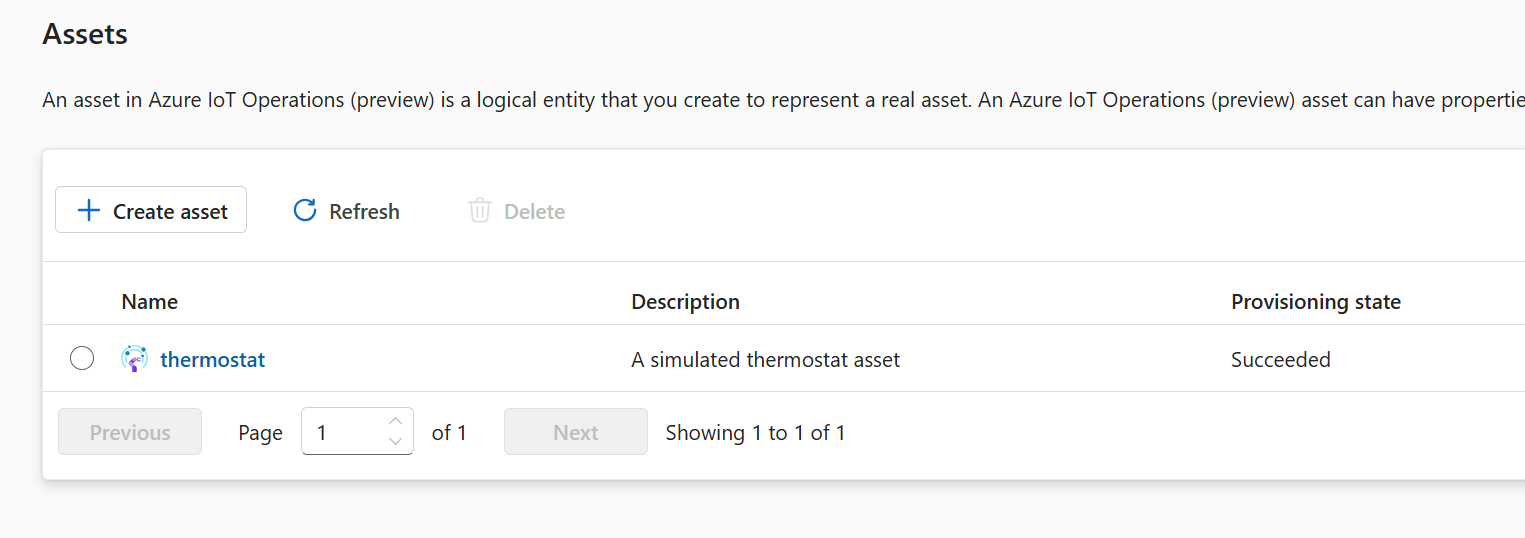 Assets
An asset in Azure IoT Operations (preview) is a logical entity that you create to represent a real asset. An Azure IoT Operations (preview) asset can have
Create asset Refresh Delete
Name Description Provisioning state
thermostat A simulated thermostat asset Succeeded
Previous Page 1 of 1 Next Showing 1 to 1 of 1